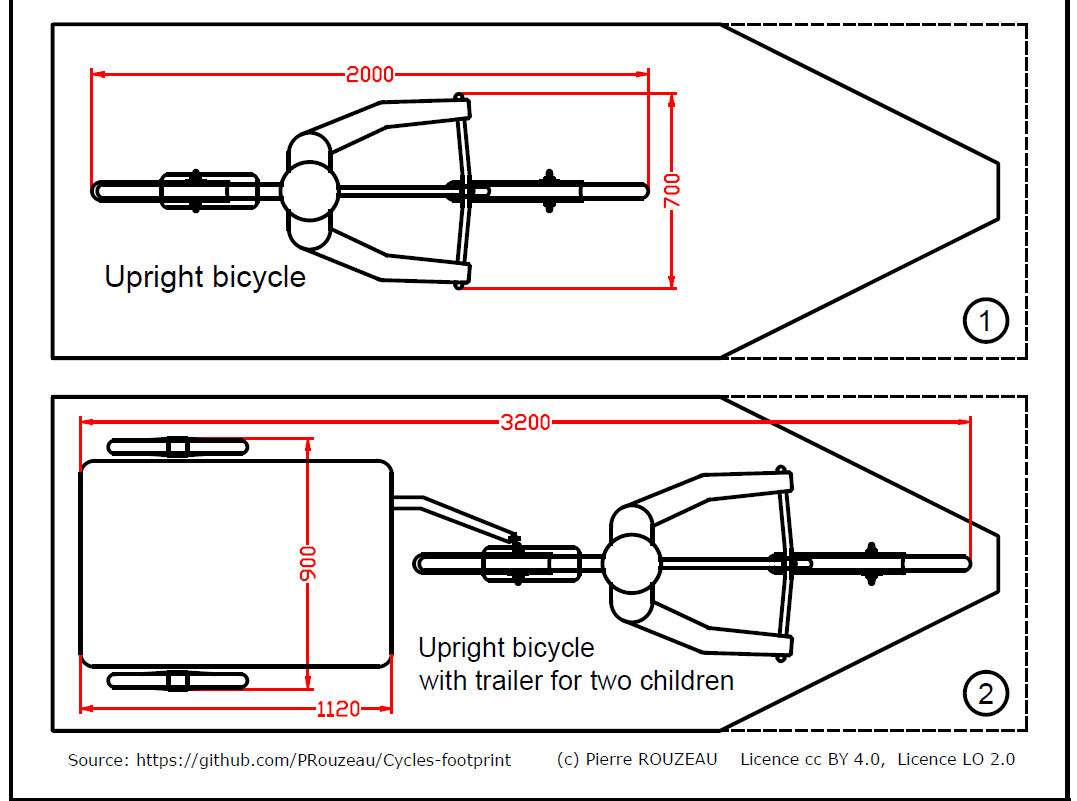 2000
700
Upright bicycle
1
3200
900
Upright bicycle
with trailer for two children
1120
2
Source: https://github.com/PRouzeau/Cycles-footprint (c) Pierre ROUZEAU Licence cc BY 4.0, Licence LO 2.0